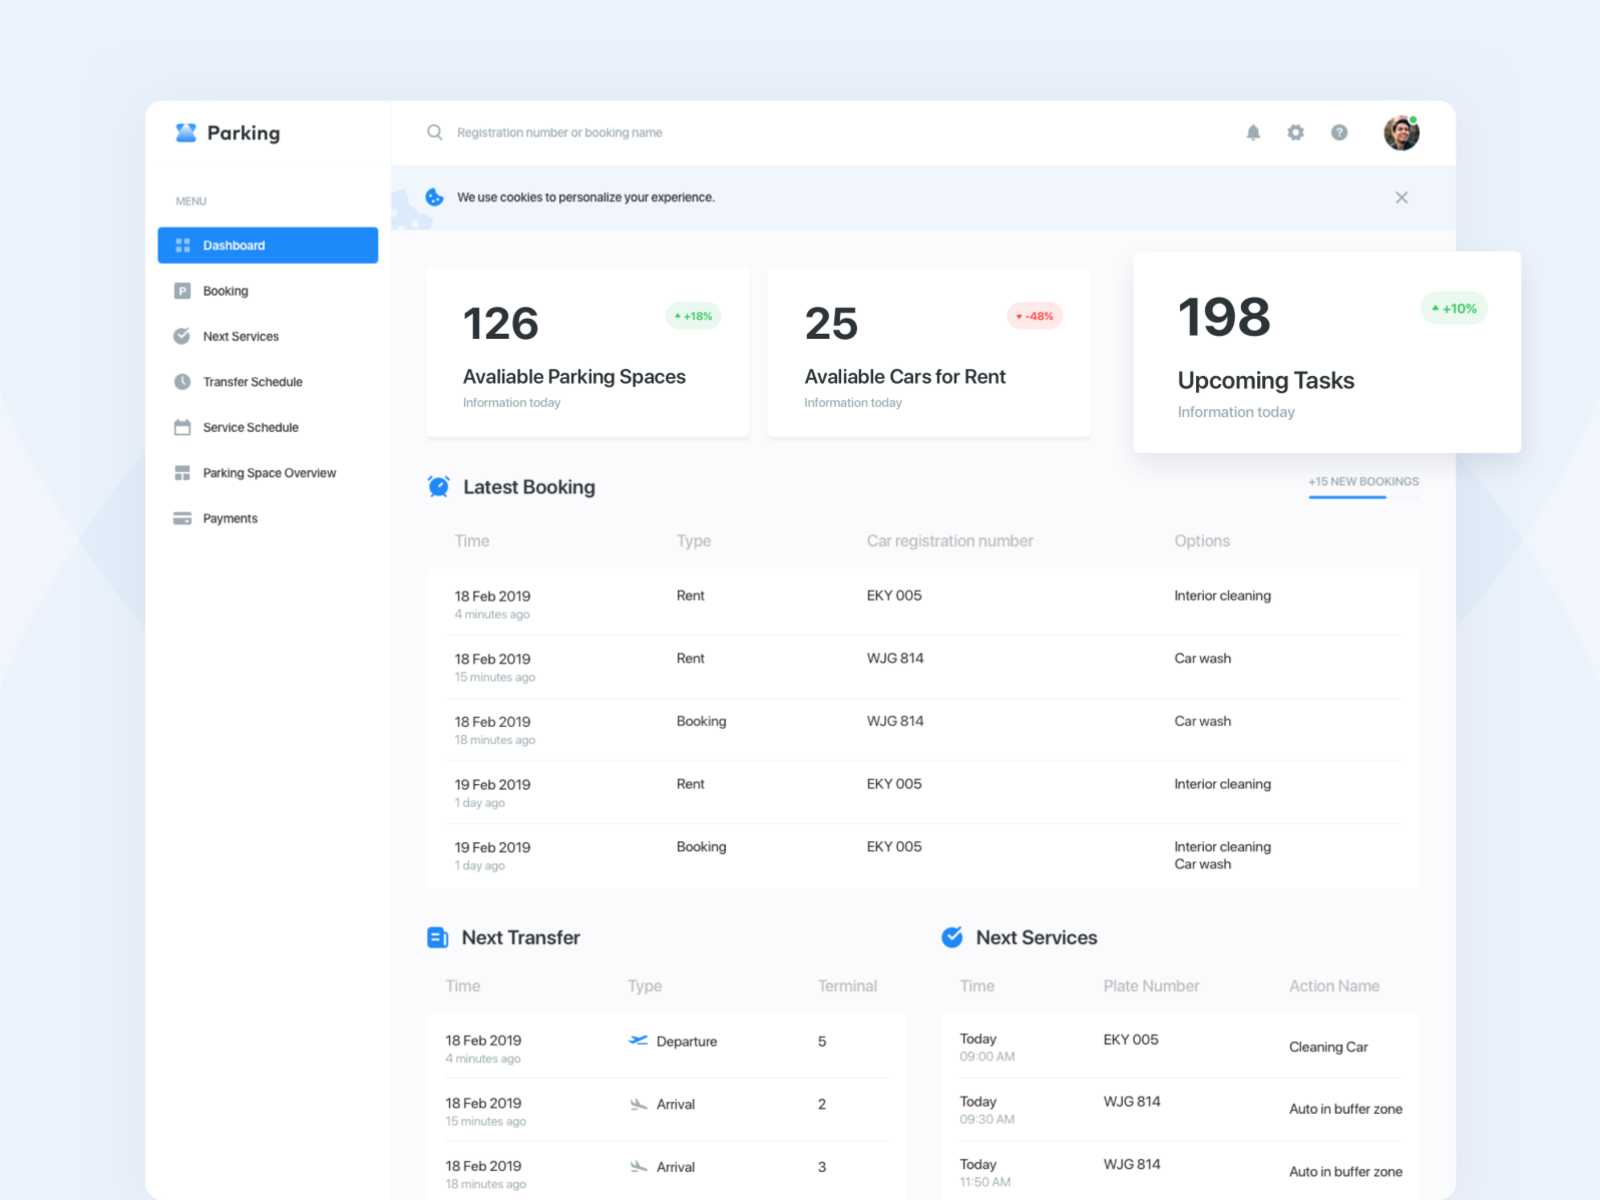 Parking
Registration number or booking name
?
MENU
Dashboard
P Booking
Next Services
Transfer Schedule
Service Schedule
Parking Space Overview
Payments
We use cookies to personalize your experience.
126
+18%
Avaliable Parking Spaces
Information today
25
-48%
Avaliable Cars for Rent
Information today
198
+10%
Upcoming Tasks
Information today
Latest Booking
+15 NEW BOOKINGS
Time Type Car registration number Options
18 Feb 2019 Rent EKY 005 Interior cleaning
4 minutes ago
18 Feb 2019 Rent WJG 814 Car wash
15 minutes ago
18 Feb 2019 Booking WJG 814 Car wash
18 minutes ago
19 Feb 2019 Rent EKY 005 Interior cleaning
1 day ago
19 Feb 2019 Booking EKY 005 Interior cleaning
1 day ago Car wash
Next Transfer
Time Type Terminal
18 Feb 2019 Departure 5
4 minutes ago
18 Feb 2019 Arrival 2
15 minutes ago
18 Feb 2019 Arrival 3
18 minutes ago
Next Services
Time Plate Number Action Name
Today EKY 005 Cleaning Car
09:00 AM
Today WJG 814 Auto in buffer zone
09:30 AM
Today WJG 814 Auto in buffer zone
11:50 AM